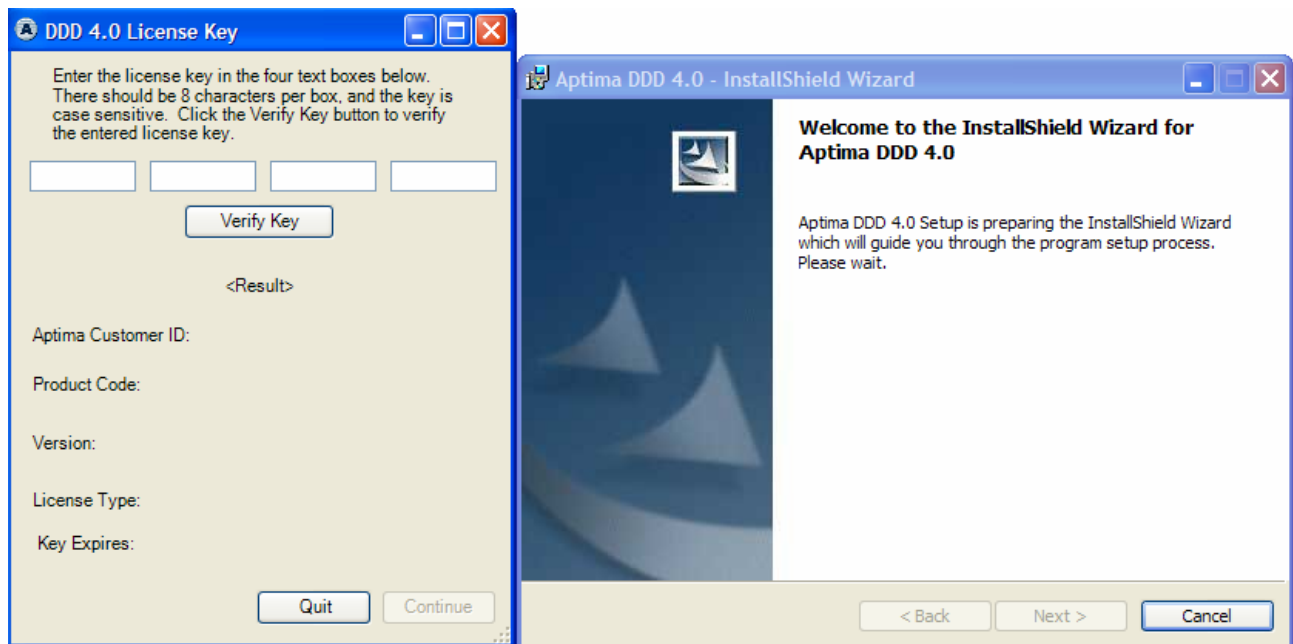 DDD 4.0 License Key
Enter the license key in the four text boxes below.
There should be 8 characters per box, and the key is
case sensitive. Click the Verify Key button to verify
the entered license key.
Verify Key
<Result>
Aptima Customer ID:
Product Code:
Version:
License Type:
Key Expires:
Quit
Continue
Aptima DDD 4.0 - InstallShield Wizard
Welcome to the InstallShield Wizard for
Aptima DDD 4.0
Aptima DDD 4.0 Setup is preparing the InstallShield Wizard
which will guide you through the program setup process.
Please wait.
< Back
Next >
Cancel